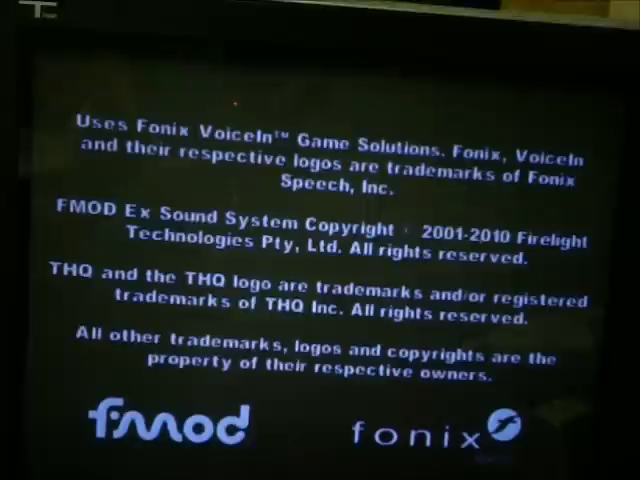 Uses Fonix VoiceIn™ Game Solutions. Fonix, VoiceIn
and their respective logos are trademarks of Fonix
Speech, Inc.
FMOD Ex Sound System Copyright · 2001-2010 Firelight
Technologies Pty, Ltd. All rights reserved.
THQ and the THQ logo are trademarks and/or registered
trademarks of THQ Inc. All rights reserved.
All other trademarks, logos and copyrights are the
property of their respective owners.
fmod
fonix